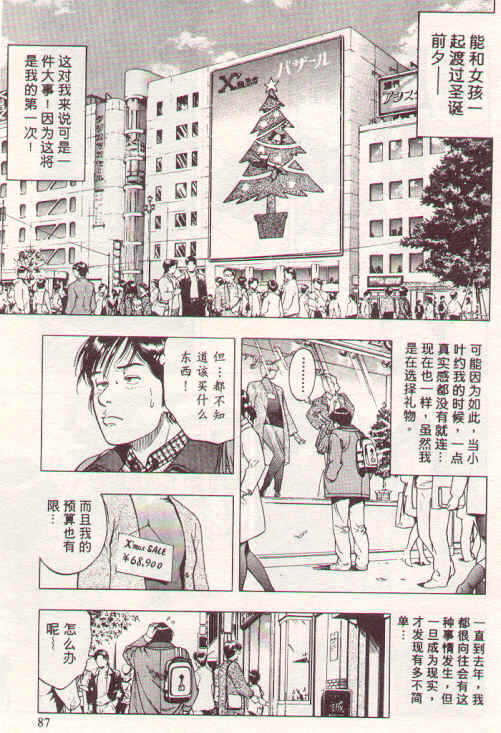 能和女孩一
起渡过圣诞
前夕——
这对我来说可是一
件大事！因为这将
是我的第一次！
X'mas
バザール
可能因为如此，当小
叶约我的时候，一点
真实感都没有就连…
现在也一样，虽然我
是在选择礼物。
………
但…都不知
道该买什么
东西！
而且我的
预算也有
限…
X'mas SALE
¥68,900
一直到去年，我
都很向往会有这
种事情发生，但
一旦成为现实，
才发现有多不简
单…
怎么办
呢~
87